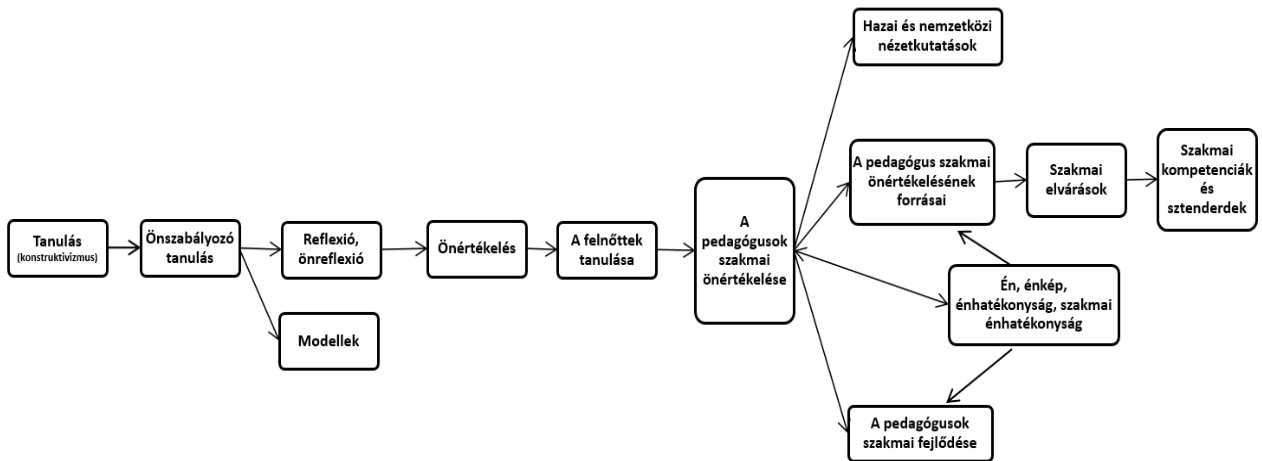 Tanulás
(konstruktivizmus)
Önszabályozó
tanulás
Reflexió,
önreflexió
Modellek
Önértékelés
A felnőttek
tanulása
A
pedagógusok
szakmai
önértékelése
Hazai és nemzetközi
nézetkutatások
A pedagógus szakmai
önértékelésének
forrásai
Szakmai
elvárások
Szakmai
kompetenciák
és
sztenderdek
Én, énkép,
énhatékonyság, szakmai
énhatékonyság
A pedagógusok
szakmai fejlődése